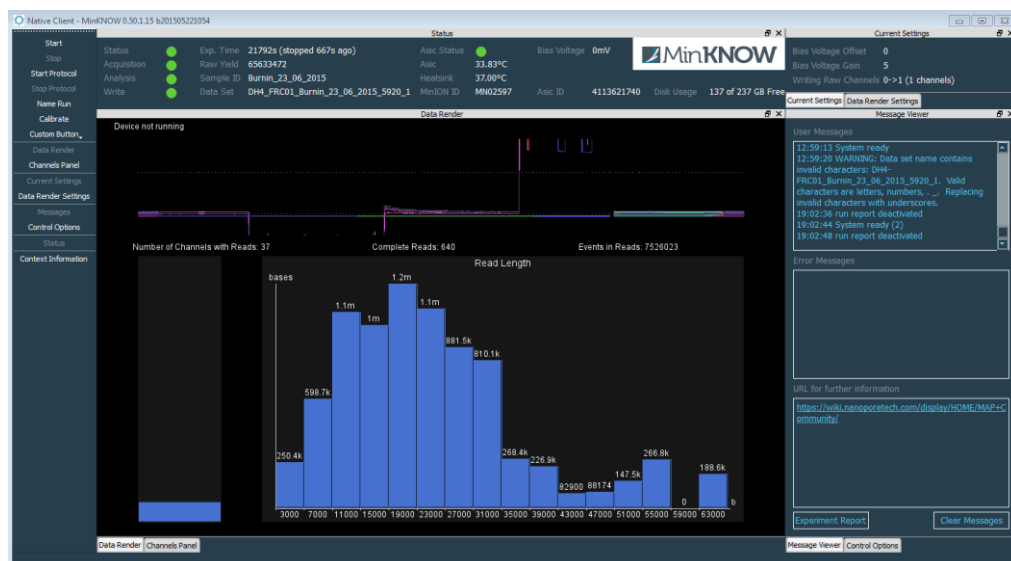 Native Client - MinKNOW 0.50.1.15 b201505221054
Start
Stop
Start Protocol
Stop Protocol
Name Run
Calibrate
Custom Button
Data Render
Channels Panel
Current Settings
Data Render Settings
Messages
Control Options
Status
Context Information
Status
Status Exp. Time 21792s (stopped 667s ago) Asic Status Bias Voltage 0mV
Acquisition Raw Yield 65633472 Asic 33.83ºC
Analysis Sample ID Burnin_23_06_2015 Heatsink 37.00ºC
Write Data Set DH4_FRC01_Burnin_23_06_2015_5920_1 MinION ID MN02597 Asic ID 4113621740 Disk Usage 137 of 237 GB Free
MinKNOW
Data Render
Device not running
Number of Channels with Reads: 37 Complete Reads: 640 Events in Reads: 7526023
Read Length
bases
250.4k 598.7k 1.1m 1m 1.2m 1.1m 881.5k 810.1k 268.4k 226.9k 82900 88174 147.5k 266.8k 0 188.6k b
3000 7000 11000 15000 19000 23000 27000 31000 35000 39000 43000 47000 51000 55000 59000 63000
Data Render Channels Panel
Current Settings
Bias Voltage Offset 0
Bias Voltage Gain 5
Writing Raw Channels 0->1 (1 channels)
Current Settings Data Render Settings
Message Viewer
User Messages
12:59:13 System ready
12:59:20 WARNING: Data set name contains
invalid characters: DH4-
FRC01_Burnin_23_06_2015_5920_1. Valid
characters are letters, numbers, . _. Replacing
invalid characters with underscores.
19:02:36 run report deactivated
19:02:44 System ready (2)
19:02:48 run report deactivated
Error Messages
URL for further information
https://wiki.nanoporetech.com/display/HOME/MAP+C
ommunity/
Experiment Report Clear Messages
Message Viewer Control Options